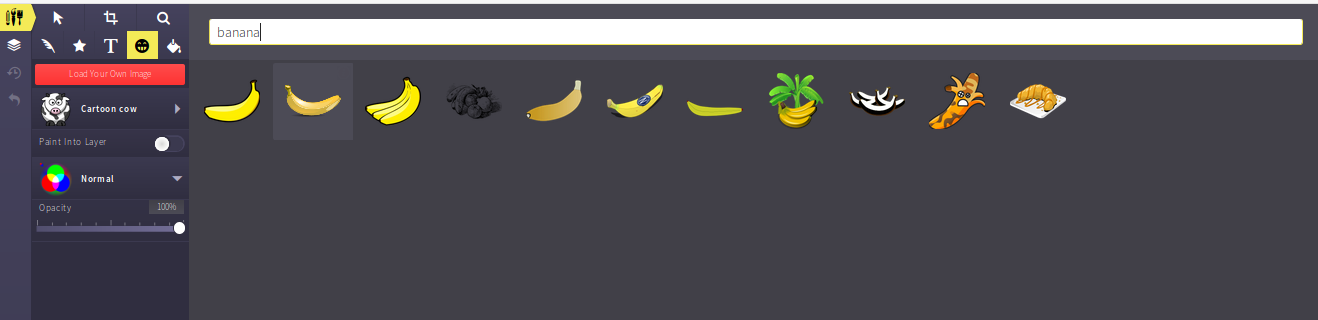 banana
T
Load Your Own Image
Cartoon cow
Paint Into Layer
Normal
Opacity
100%